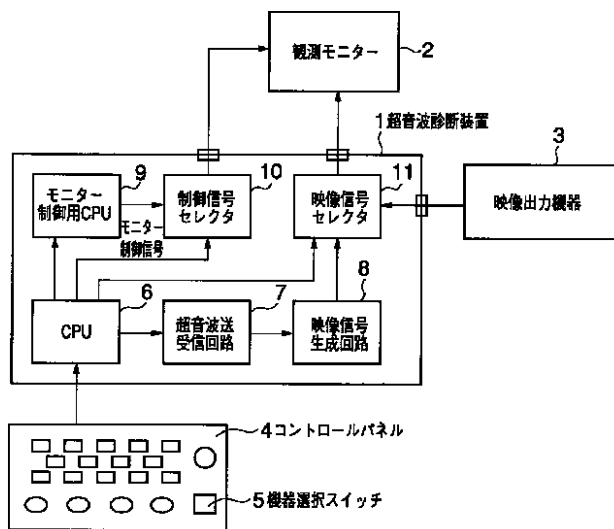 観測モニター
2
1超音波診断装置
3
9
10
11
モニター
制御用CPU
制御信号
セレクタ
映像信号
セレクタ
映像出力機器
モニター
制御信号
6
7
8
CPU
超音波送
受信回路
映像信号
生成回路
4コントロールパネル
5機器選択スイッチ